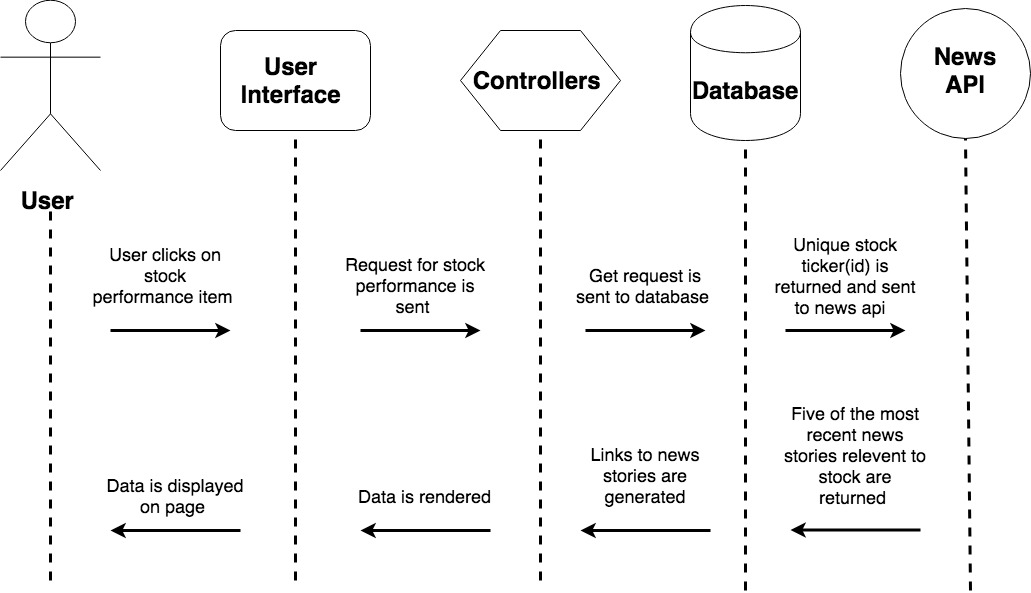 User
Interface
Controllers
Database
News
API
User
User clicks on
stock
performance item
Request for stock
performance is
sent
Get request is
sent to database
Unique stock
ticker(id) is
returned and sent
to news api
Data is displayed
on page
Data is rendered
Links to news
stories are
generated
Five of the most
recent news
stories relevent to
stock are
returned